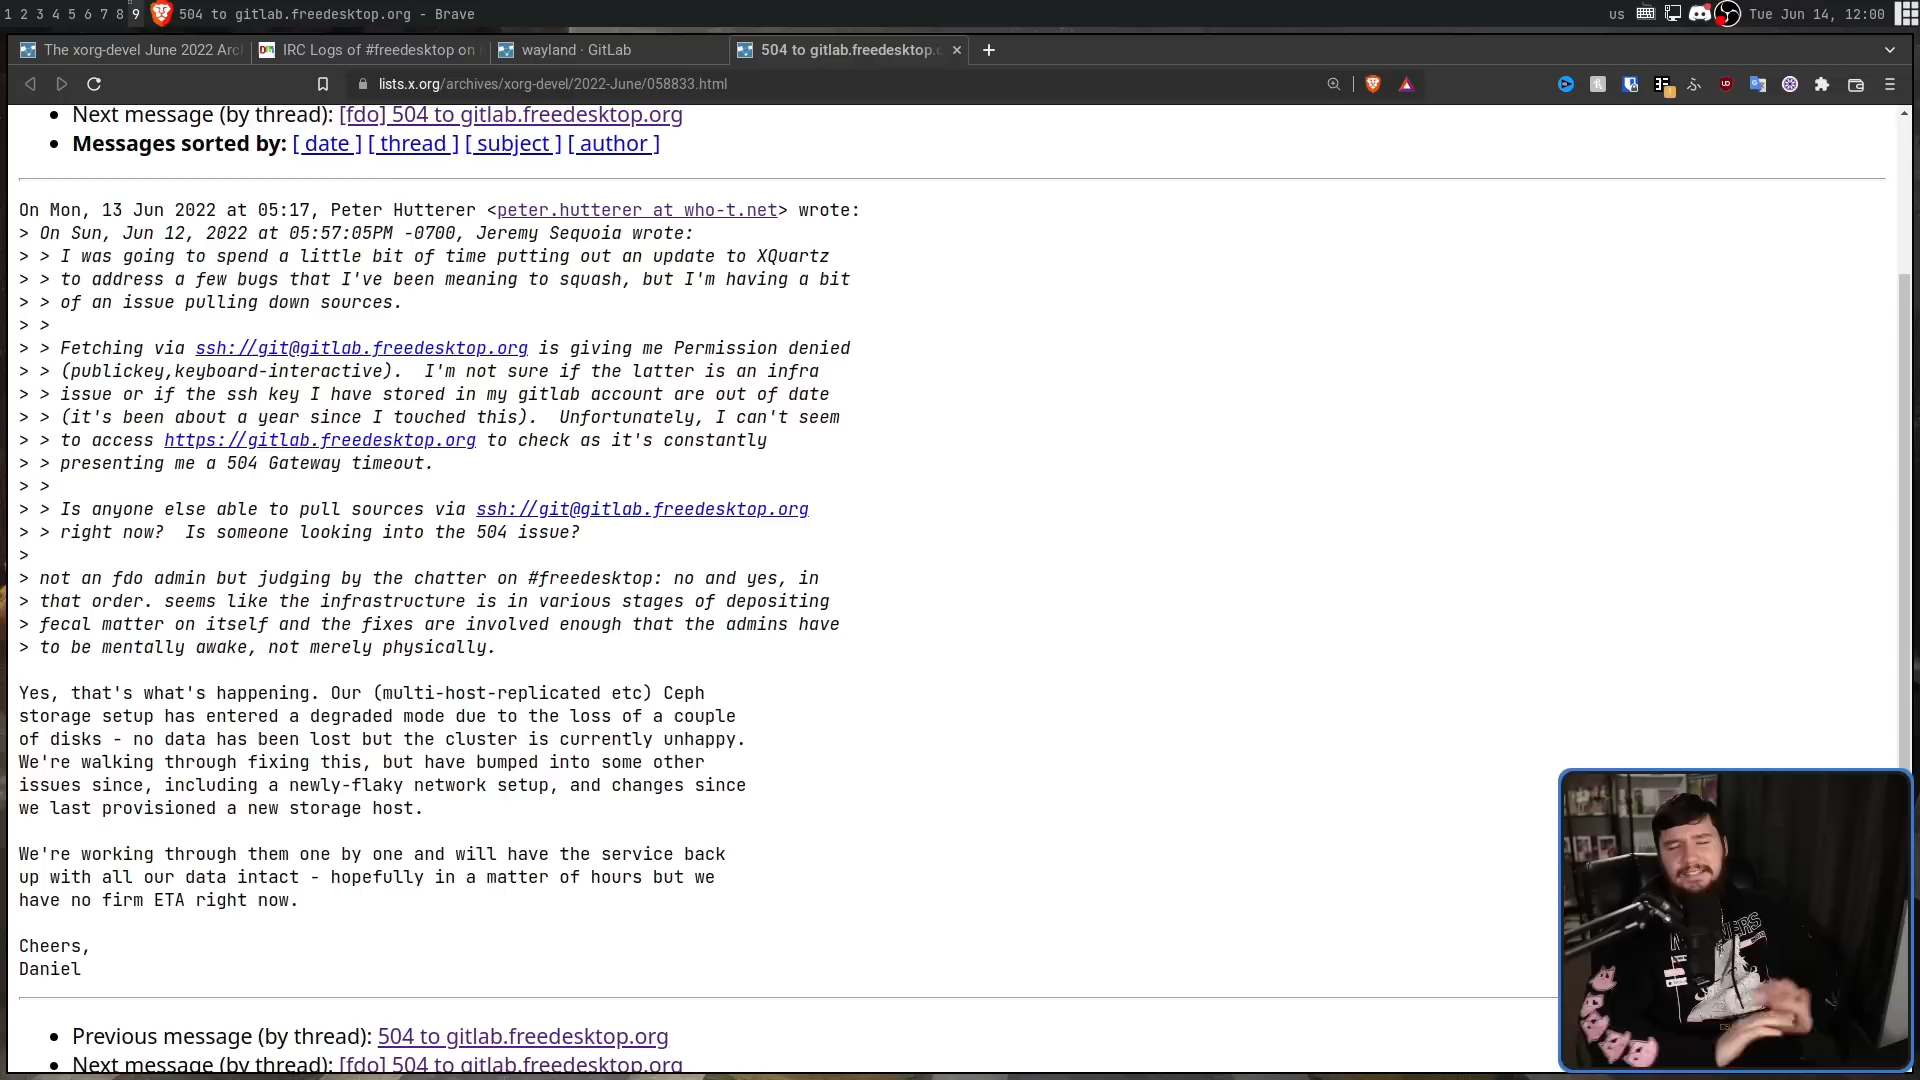 1 2 3 4 5 6 7 8 9 504 to gitlab.freedesktop.org - Brave us Tue Jun 14, 12:00
The xorg-devel June 2022 Arc IRC Logs of #freedesktop on wayland · GitLab 504 to gitlab.freedesktop.o
lists.x.org/archives/xorg-devel/2022-June/058833.html
Next message (by thread): [fdo] 504 to gitlab.freedesktop.org
Messages sorted by: [ date ] [ thread ] [ subject ] [ author ]
On Mon, 13 Jun 2022 at 05:17, Peter Hutterer <peter.hutterer at who-t.net> wrote:
> On Sun, Jun 12, 2022 at 05:57:05PM -0700, Jeremy Sequoia wrote:
> > I was going to spend a little bit of time putting out an update to XQuartz
> > to address a few bugs that I've been meaning to squash, but I'm having a bit
> > of an issue pulling down sources.
> >
> > Fetching via ssh://git@gitlab.freedesktop.org is giving me Permission denied
> > (publickey,keyboard-interactive).  I'm not sure if the latter is an infra
> > issue or if the ssh key I have stored in my gitlab account are out of date
> > (it's been about a year since I touched this).  Unfortunately, I can't seem
> > to access https://gitlab.freedesktop.org to check as it's constantly
> > presenting me a 504 Gateway timeout.
> >
> > Is anyone else able to pull sources via ssh://git@gitlab.freedesktop.org
> > right now?  Is someone looking into the 504 issue?
>
> not an fdo admin but judging by the chatter on #freedesktop: no and yes, in
> that order. seems like the infrastructure is in various stages of depositing
> fecal matter on itself and the fixes are involved enough that the admins have
> to be mentally awake, not merely physically.
Yes, that's what's happening. Our (multi-host-replicated etc) Ceph
storage setup has entered a degraded mode due to the loss of a couple
of disks - no data has been lost but the cluster is currently unhappy.
We're walking through fixing this, but have bumped into some other
issues since, including a newly-flaky network setup, and changes since
we last provisioned a new storage host.
We're working through them one by one and will have the service back
up with all our data intact - hopefully in a matter of hours but we
have no firm ETA right now.
Cheers,
Daniel
Previous message (by thread): 504 to gitlab.freedesktop.org
Next message (by thread): [fdo] 504 to gitlab.freedesktop.org